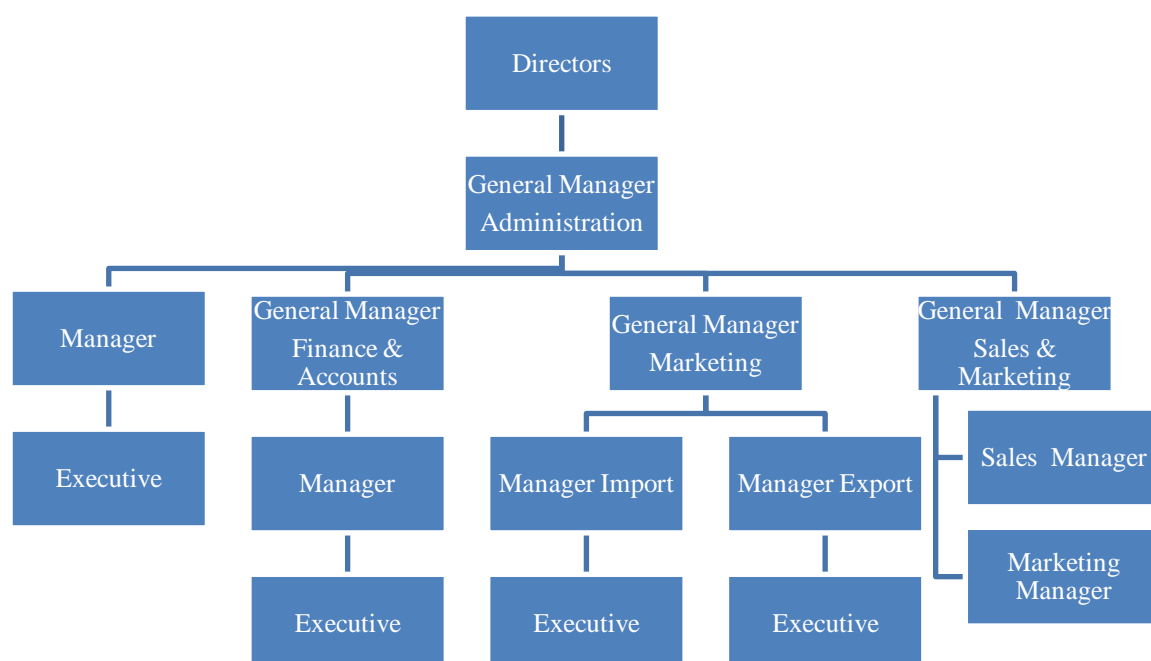 Directors
General Manager
Administration
Manager
General Manager
Finance &
Accounts
General Manager
Marketing
General Manager
Sales &
Marketing
Executive
Manager
Manager Import
Manager Export
Sales Manager
Executive
Executive
Executive
Marketing
Manager